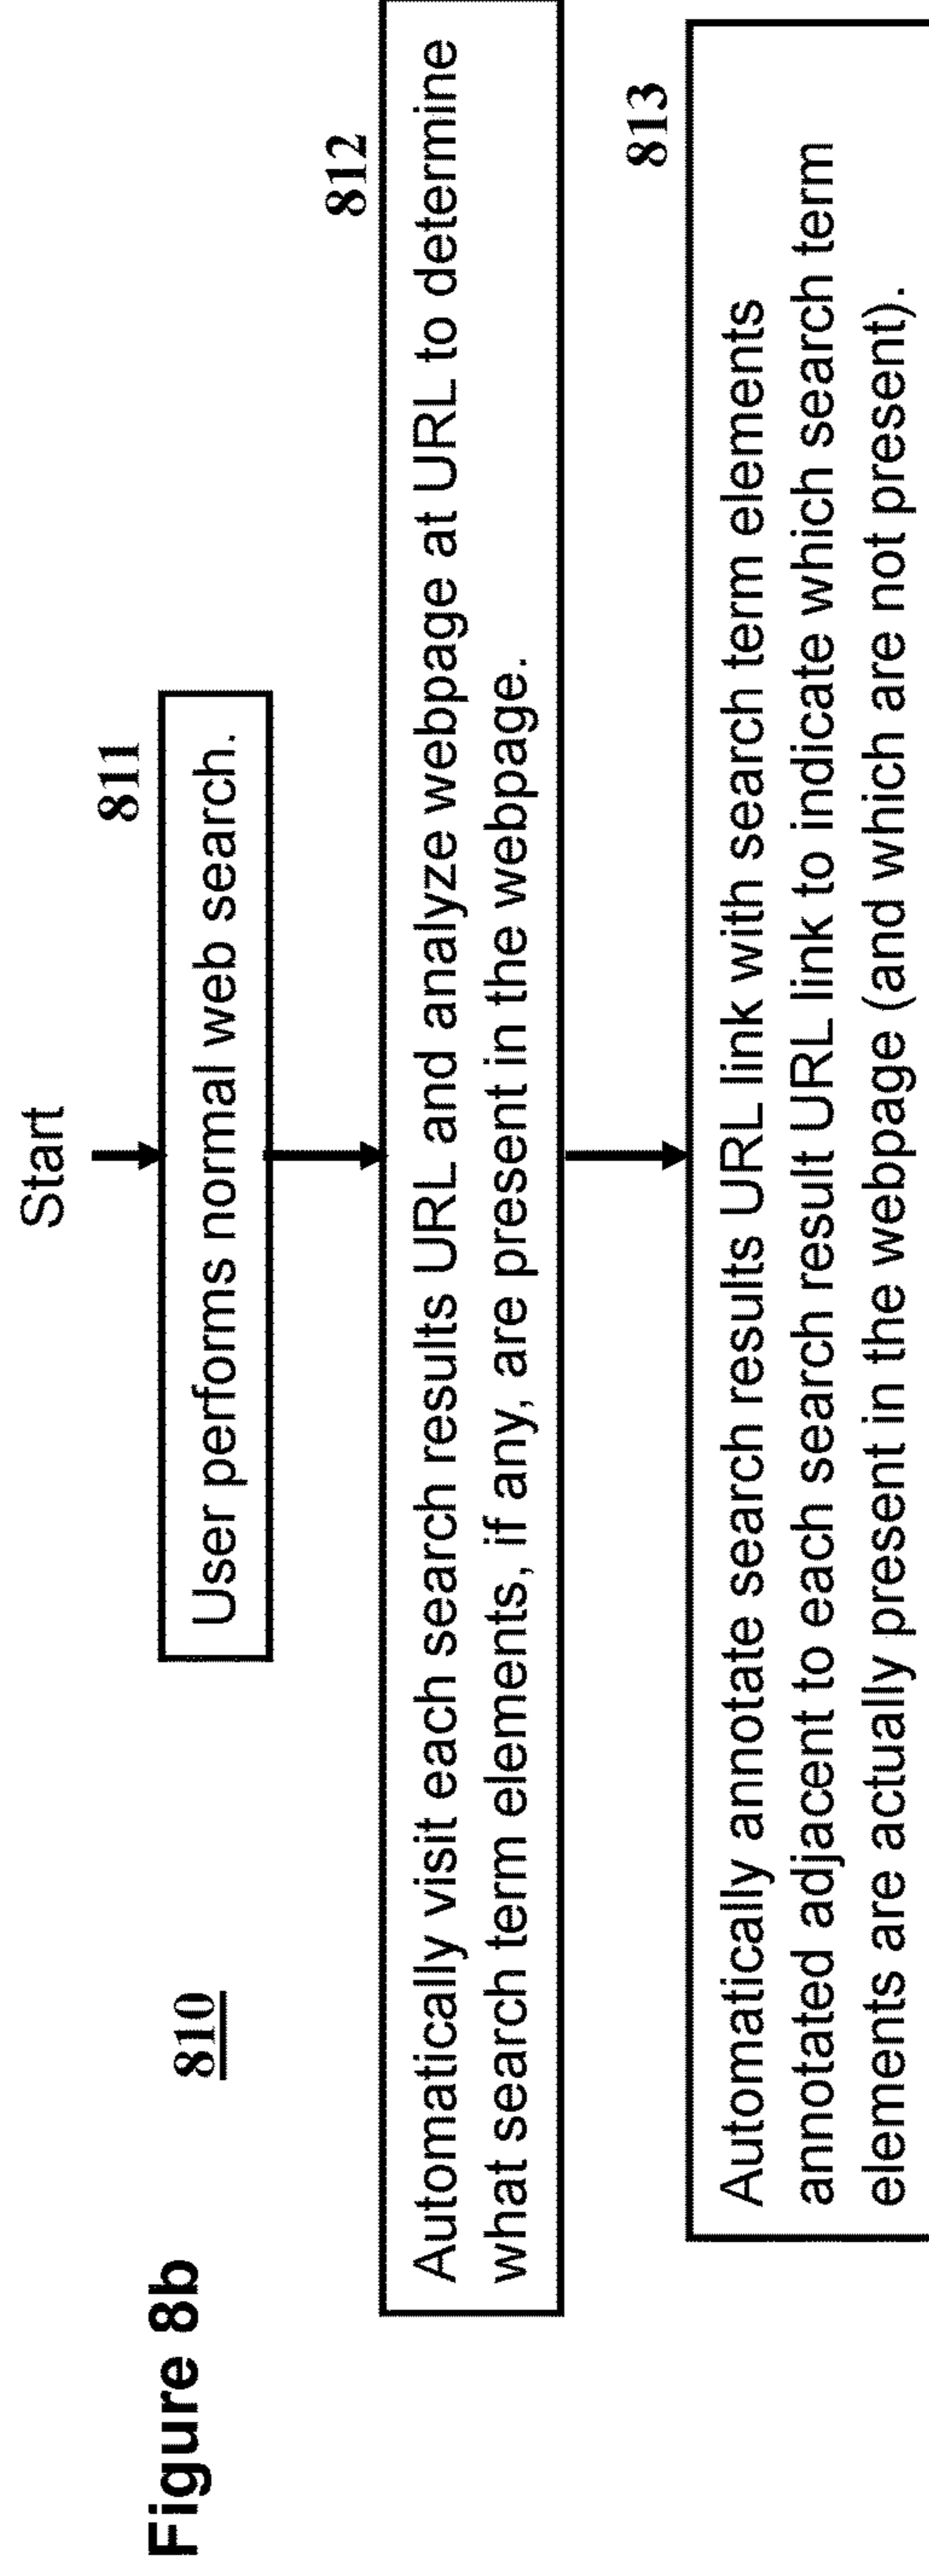 Figure 8b
810
Start
811
User performs normal web search.
812
Automatically visit each search results URL and analyze webpage at URL to determine
what search term elements, if any, are present in the webpage.
813
Automatically annotate search results URL link with search term elements
annotated adjacent to each search result URL link to indicate which search term
elements are actually present in the webpage (and which are not present).